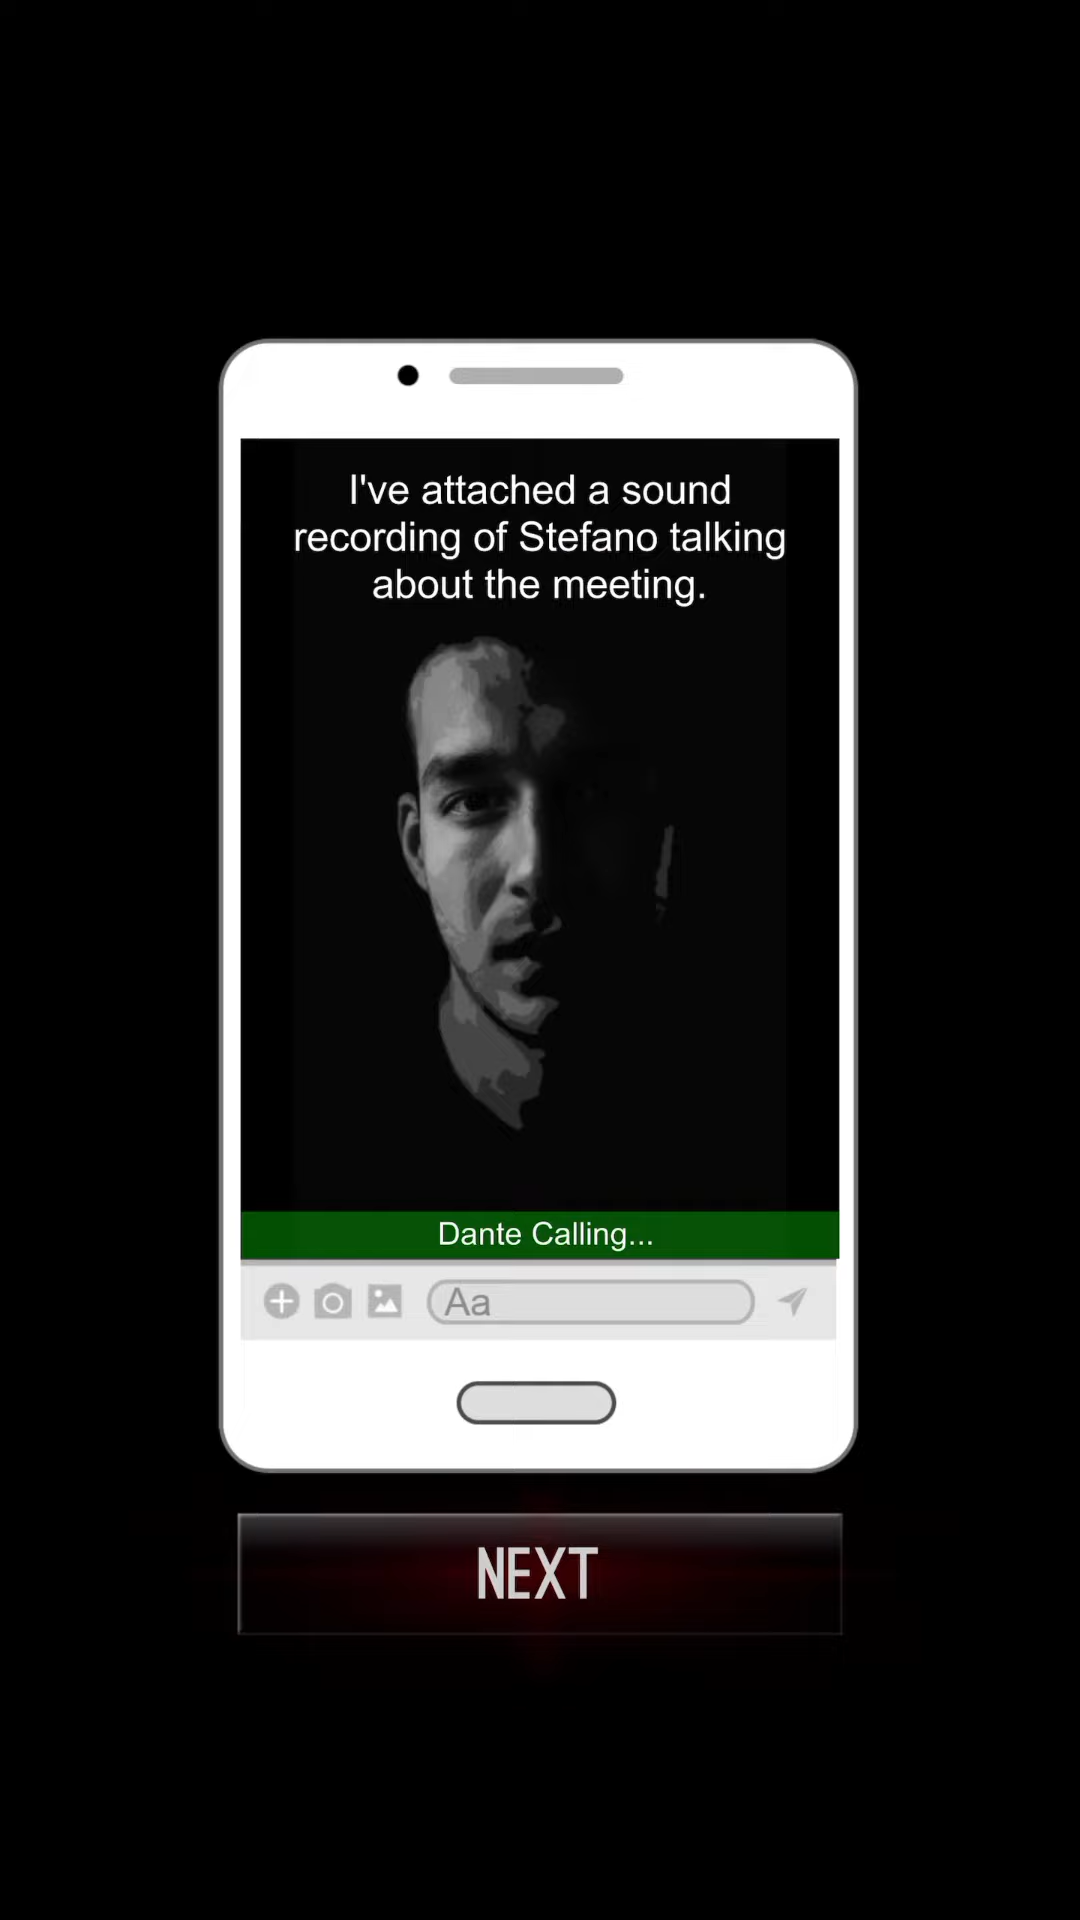 I've attached a sound
recording of Stefano talking
about the meeting.
Dante Calling...
Aa
NEXT